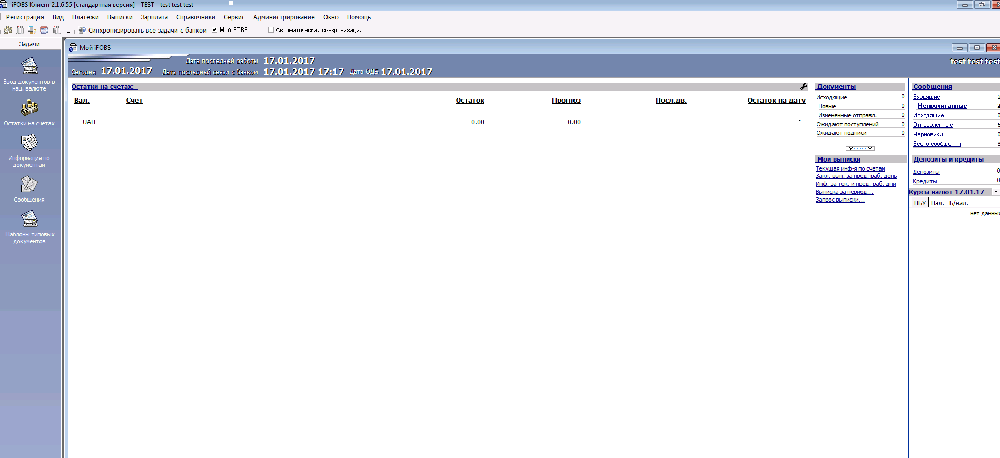 iFOBS Клиент 2.1.6.55 [стандартная версия] - TEST - test test test
Регистрация Вид Платежи Выписки Зарплата Справочники Сервис Администрирование Окно Помощь
Синхронизировать все задачи с банком Мой iFOBS Автоматическая синхронизация
Задачи
Ввод документов в
нац. валюте
Остатки на счетах
Информация по
документам
Сообщения
Шаблоны типовых
документов
Мой iFOBS
Дата последней работы 17.01.2017
test test test
Сегодня 17.01.2017 Дата последней связи с банком 17.01.2017 17:17 Дата ОДБ 17.01.2017
Остатки на счетах:
Вал. Счет Остаток Прогноз Посл.дв. Остаток на дату
UAH 0.00 0.00
Документы
Исходящие 0
Новые 0
Измененные отправл. 0
Ожидают поступлений 0
Ожидают подписи 0
Мои выписки
Текущая инф-я по счетам
Закл. вып. за пред. раб. день
Инф. за тек. и пред. раб. дни
Выписка за период...
Запрос выписки...
Сообщения
Входящие 2
Непрочитанные 2
Исходящие 0
Отправленные 6
Черновики 0
Всего сообщений 8
Депозиты и кредиты
Депозиты 0
Кредиты 0
Курсы валют 17.01.17
НБУ Нал. Б/нал.
нет данных